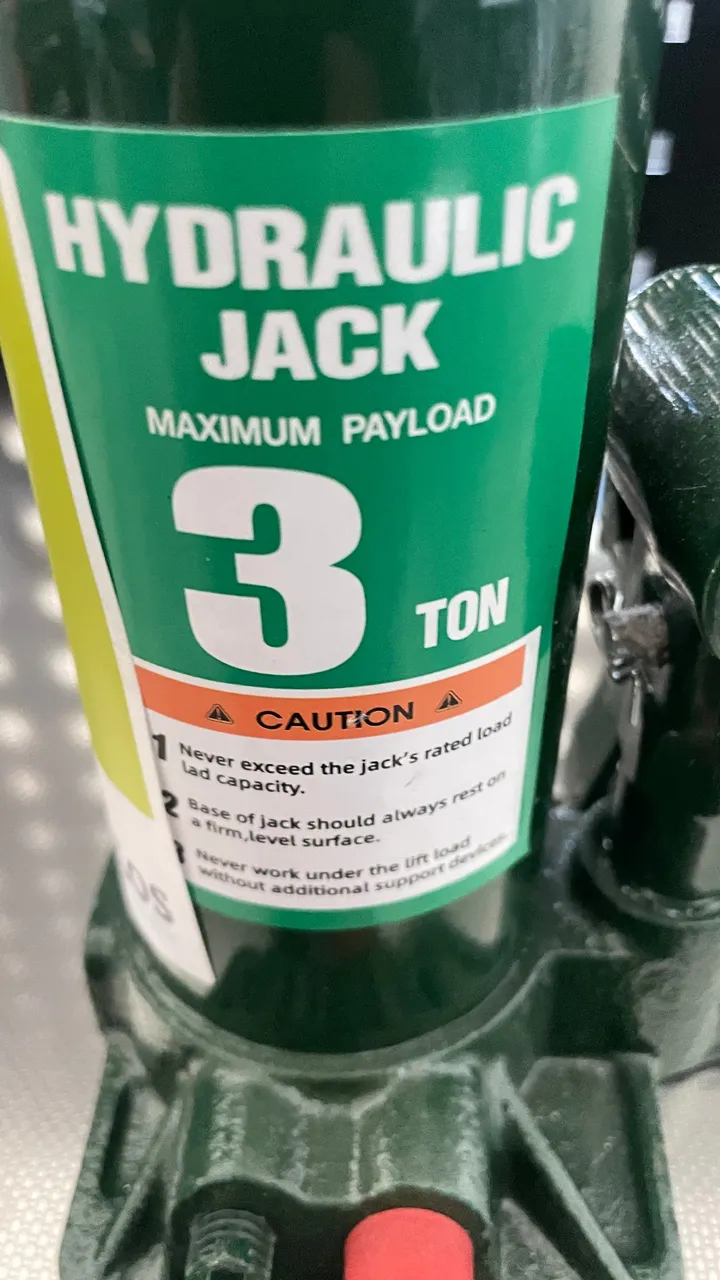 HYDRAULIC
JACK
MAXIMUM PAYLOAD
3
TON
CAUTION
1 Never exceed the jack's rated load
lad capacity.
2 Base of jack should always rest on
a firm,level surface.
Never work under the lift load
without additional support devices.
OS